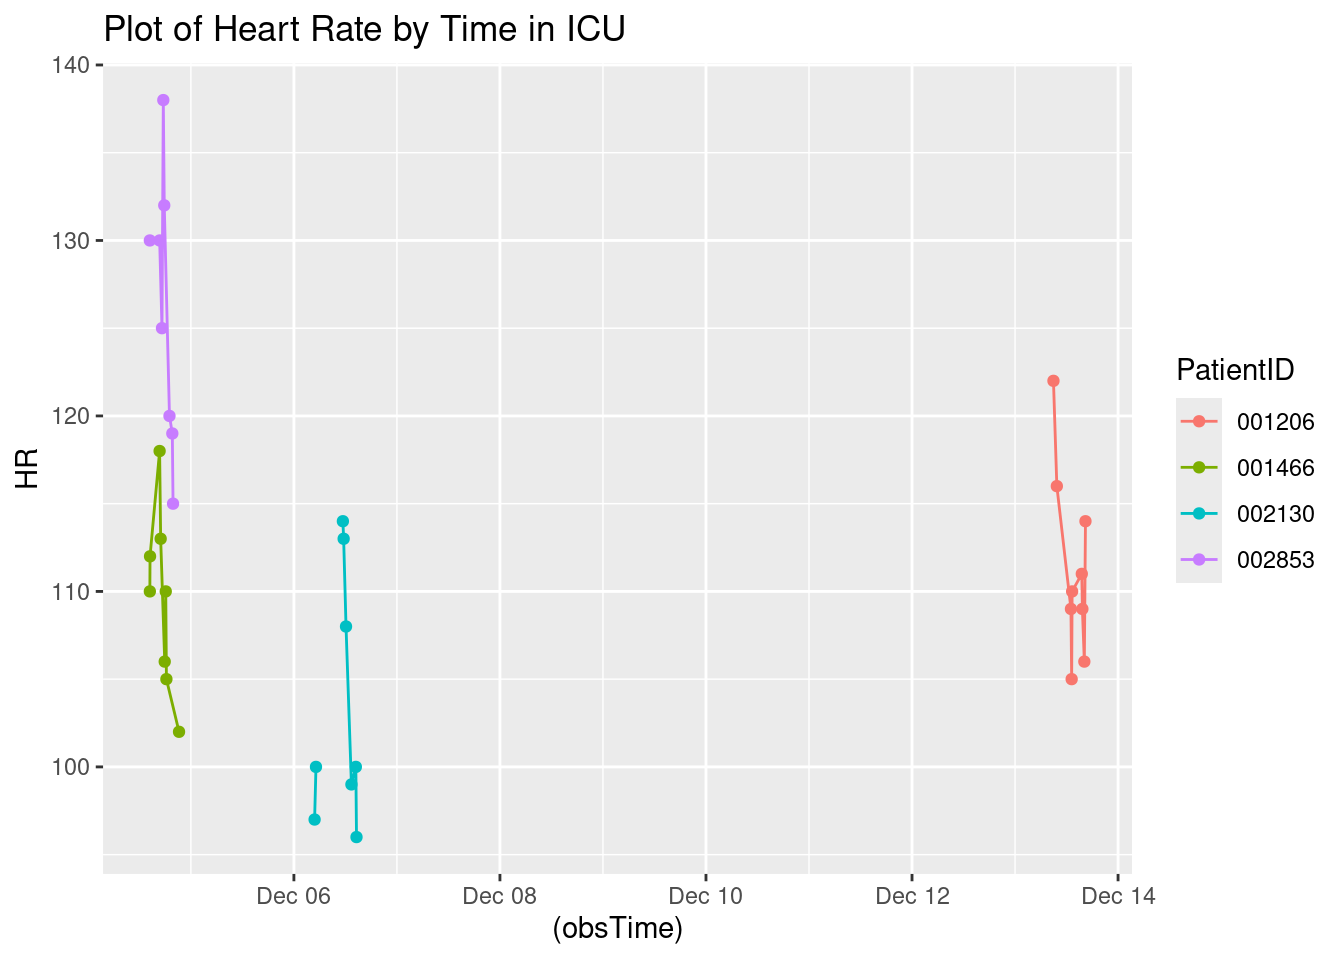 Plot of Heart Rate by Time in ICU
140
130
120
110
100
HR
Dec 06 Dec 08 Dec 10 Dec 12 Dec 14
(obsTime)
PatientID
001206
001466
002130
002853